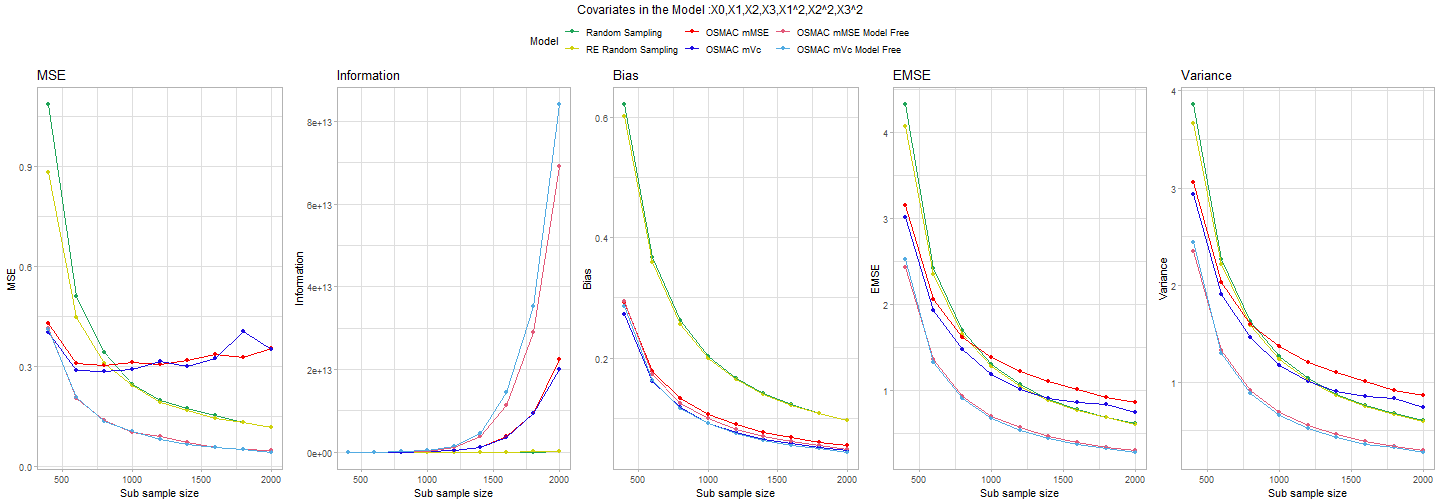 Covariates in the Model :X0,X1,X2,X3,X1^2,X2^2,X3^2
Model
Random Sampling
OSMAC mMSE
OSMAC mMSE Model Free
RE Random Sampling
OSMAC mVc
OSMAC mVc Model Free
MSE
MSE
0.9
0.6
0.3
0.0
500
1000
1500
2000
Sub sample size
Information
Information
8e+13
6e+13
4e+13
2e+13
0e+00
500
1000
1500
2000
Sub sample size
Bias
Bias
0.6
0.4
0.2
500
1000
1500
2000
Sub sample size
EMSE
EMSE
4
3
2
1
500
1000
1500
2000
Sub sample size
Variance
Variance
4
3
2
1
500
1000
1500
2000
Sub sample size